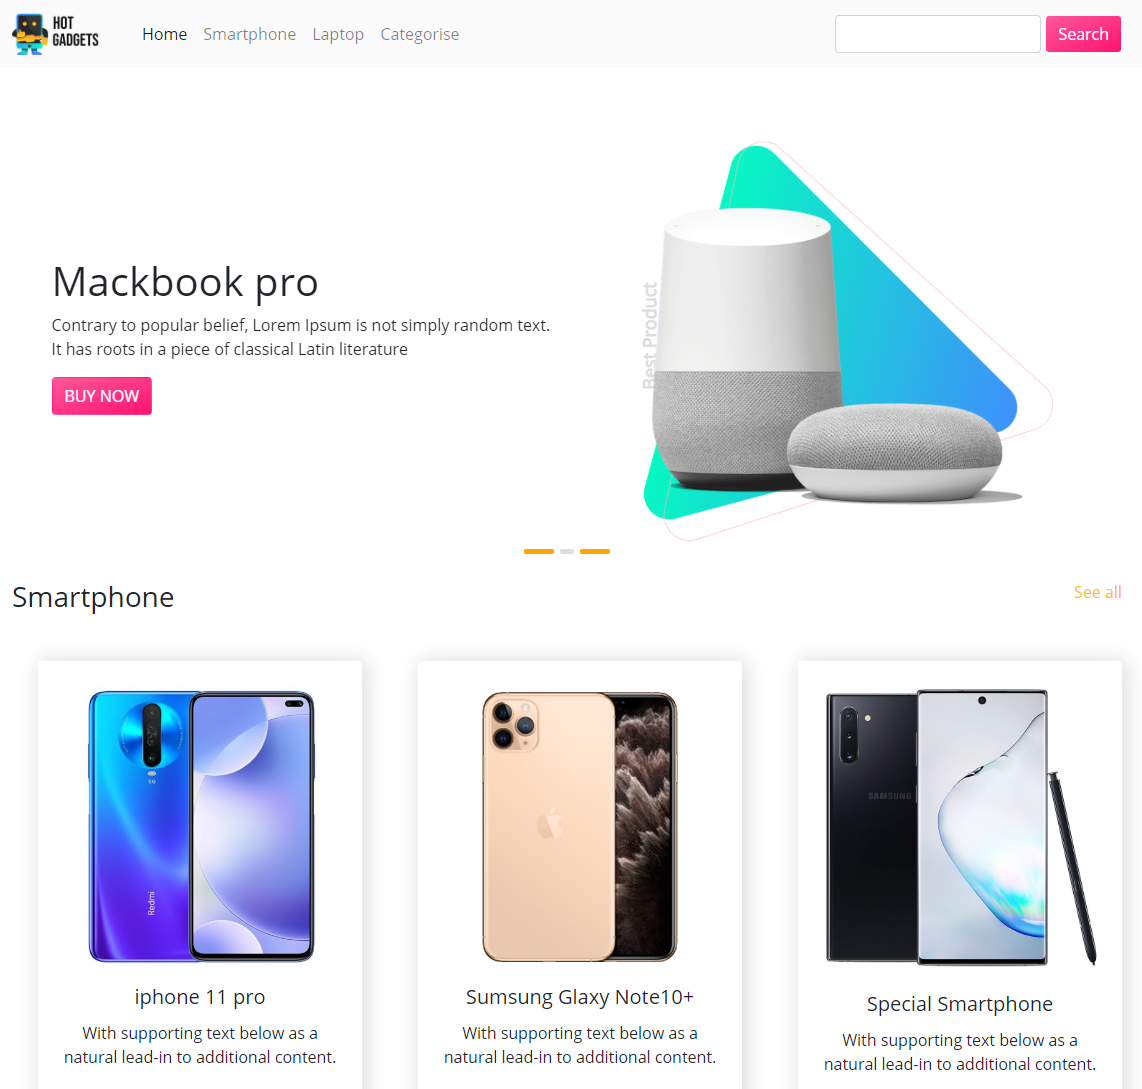 HOT
GADGETS
Home Smartphone Laptop Categorise
Search
Mackbook pro
Contrary to popular belief, Lorem Ipsum is not simply random text.
It has roots in a piece of classical Latin literature
BUY NOW
Best Product
Smartphone
See all
Redmi
SAMSUNG
iphone 11 pro
With supporting text below as a
natural lead-in to additional content.
Sumsung Glaxy Note10+
With supporting text below as a
natural lead-in to additional content.
Special Smartphone
With supporting text below as a
natural lead-in to additional content.